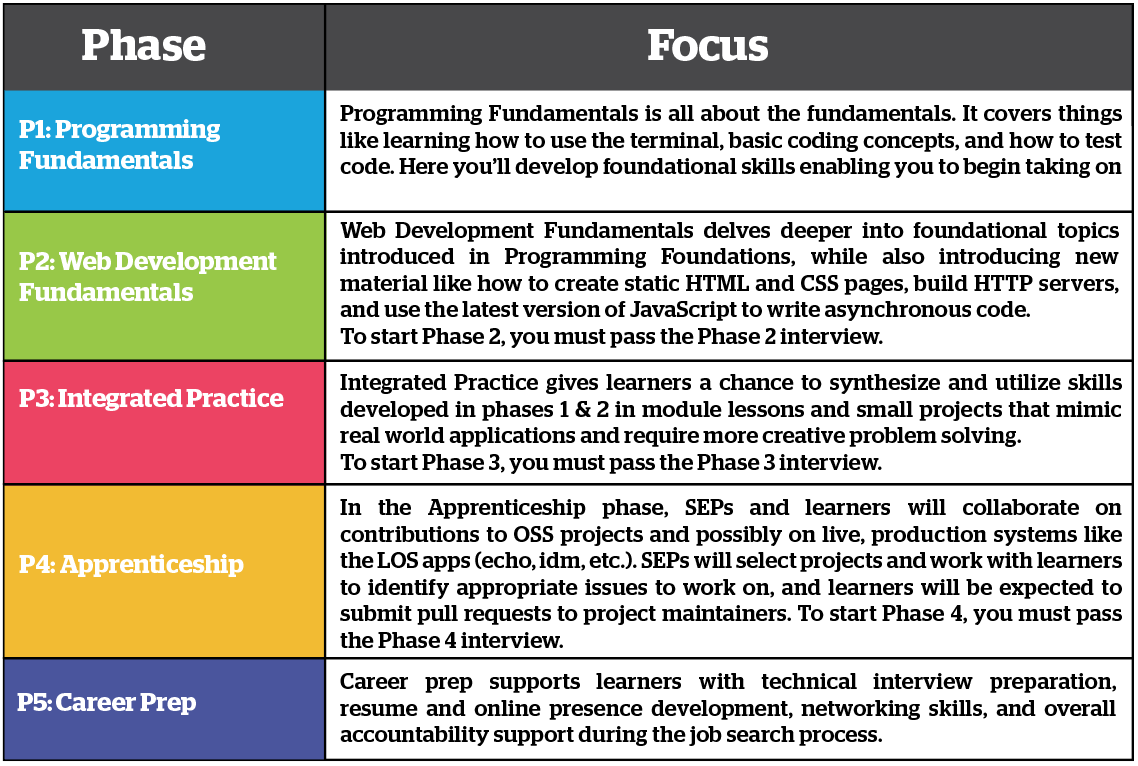 Phase
Focus
P1: Programming
Fundamentals
Programming Fundamentals is all about the fundamentals. It covers things
like learning how to use the terminal, basic coding concepts, and how to test
code. Here you’ll develop foundational skills enabling you to begin taking on
P2: Web Development
Fundamentals
Web Development Fundamentals delves deeper into foundational topics
introduced in Programming Foundations, while also introducing new
material like how to create static HTML and CSS pages, build HTTP servers,
and use the latest version of JavaScript to write asynchronous code.
To start Phase 2, you must pass the Phase 2 interview.
P3: Integrated Practice
Integrated Practice gives learners a chance to synthesize and utilize skills
developed in phases 1 & 2 in module lessons and small projects that mimic
real world applications and require more creative problem solving.
To start Phase 3, you must pass the Phase 3 interview.
P4: Apprenticeship
In the Apprenticeship phase, SEPs and learners will collaborate on
contributions to OSS projects and possibly on live, production systems like
the LOS apps (echo, idm, etc.). SEPs will select projects and work with learners
to identify appropriate issues to work on, and learners will be expected to
submit pull requests to project maintainers. To start Phase 4, you must pass
the Phase 4 interview.
P5: Career Prep
Career prep supports learners with technical interview preparation,
resume and online presence development, networking skills, and overall
accountability support during the job search process.